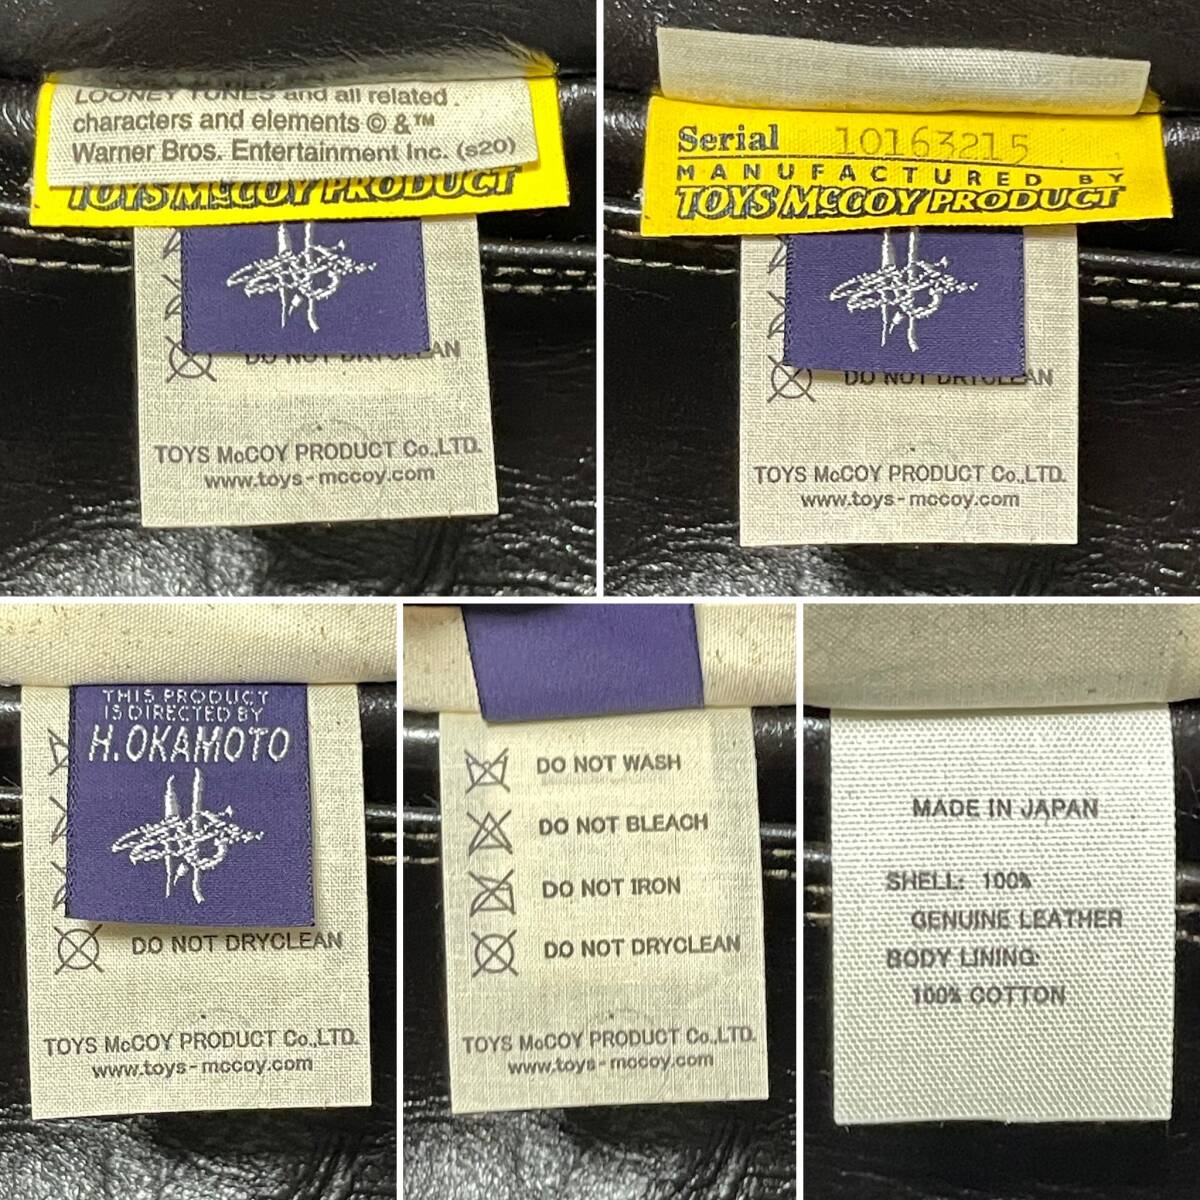 LOONEY TUNES and all related
characters and elements © &™
Warner Bros. Entertainment Inc. (s20)
TOYS McCOY PRODUCT
DO NOT DRYCLEAN
TOYS McCOY PRODUCT Co.,LTD.
www.toys-mccoy.com
Serial 10163215
MANUFACTURED BY
TOYS McCOY PRODUCT
DO NOT DRYCLEAN
TOYS McCOY PRODUCT Co.,LTD.
www.toys-mccoy.com
THIS PRODUCT
IS DIRECTED BY
H.OKAMOTO
DO NOT DRYCLEAN
TOYS McCOY PRODUCT Co.,LTD.
www.toys-mccoy.com
DO NOT WASH
DO NOT BLEACH
DO NOT IRON
DO NOT DRYCLEAN
TOYS McCOY PRODUCT Co.,LTD.
www.toys-mccoy.com
MADE IN JAPAN
SHELL: 100%
GENUINE LEATHER
BODY LINING:
100% COTTON